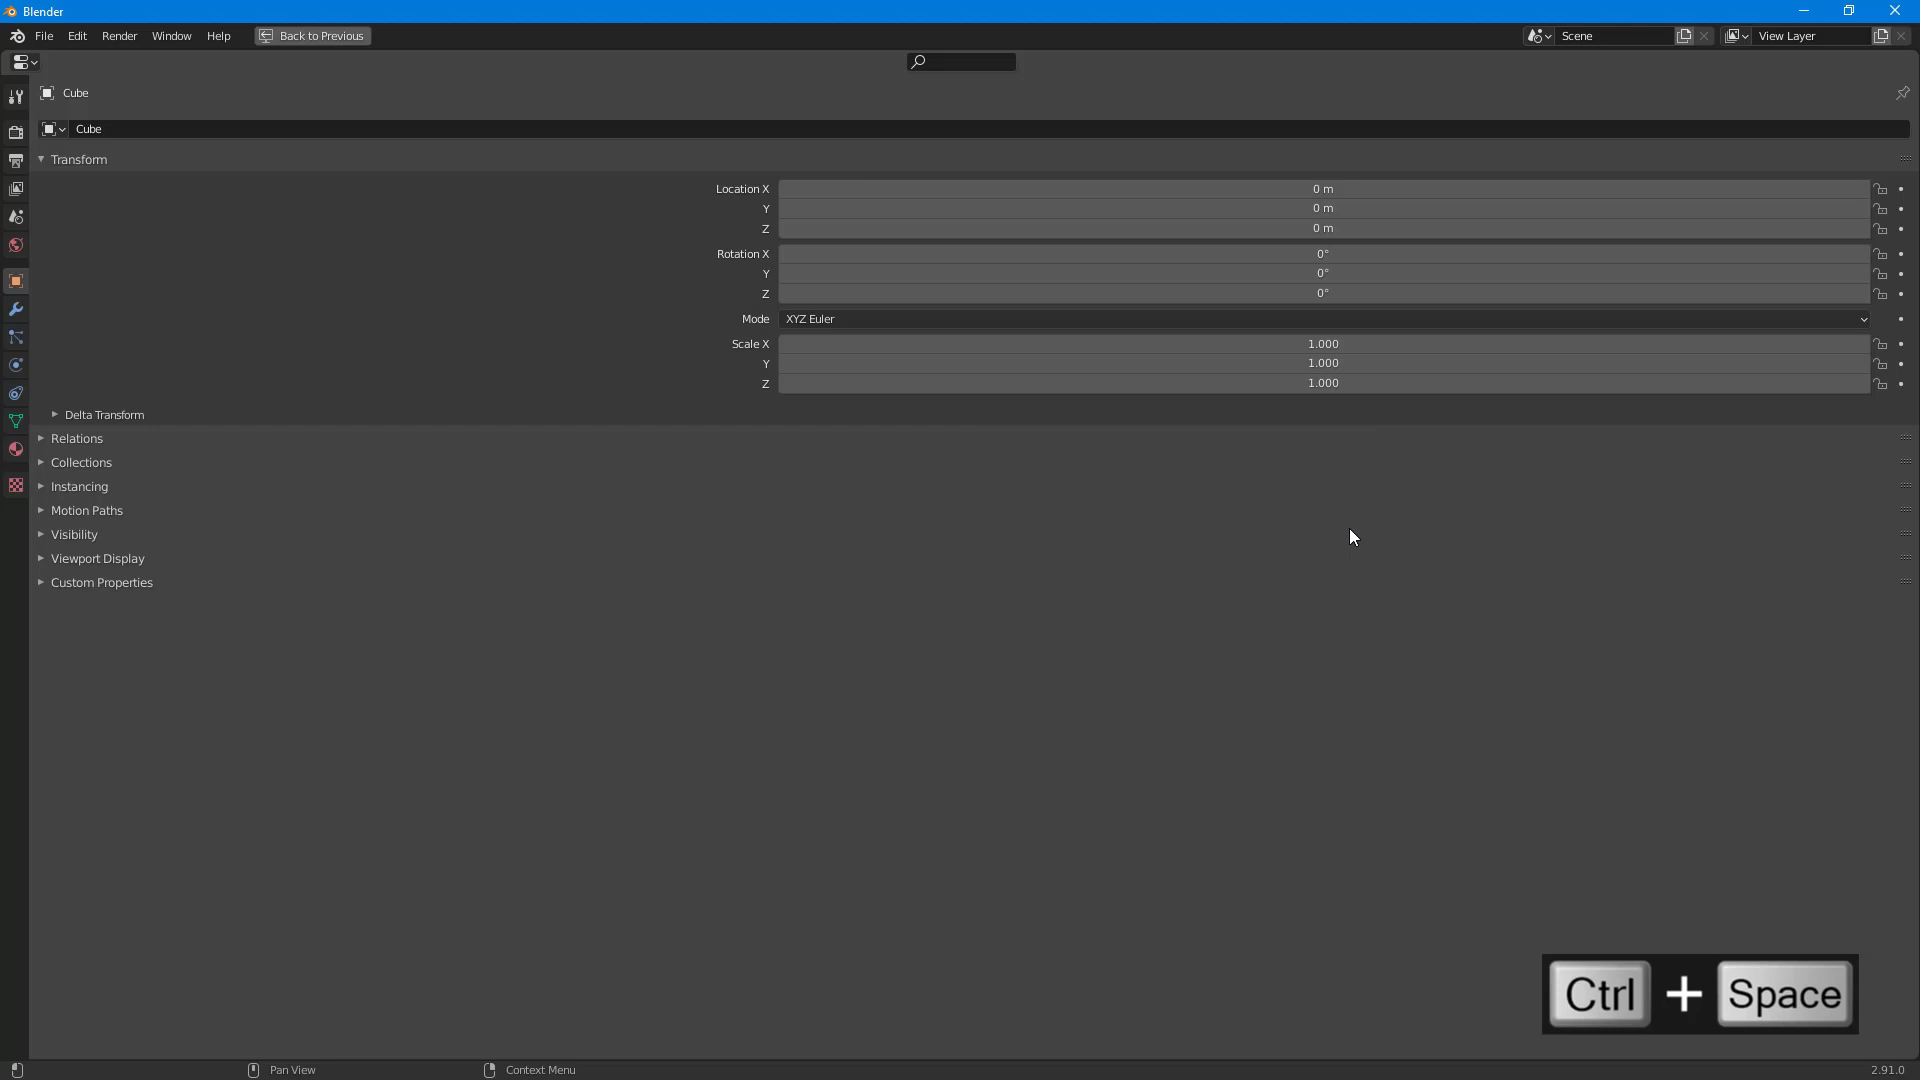 Blender
File Edit Render Window Help Back to Previous Scene View Layer
Cube
Cube
Transform
Location X 0 m
Y 0 m
Z 0 m
Rotation X 0°
Y 0°
Z 0°
Mode XYZ Euler
Scale X 1.000
Y 1.000
Z 1.000
Delta Transform
Relations
Collections
Instancing
Motion Paths
Visibility
Viewport Display
Custom Properties
Ctrl + Space
Pan View Context Menu 2.91.0